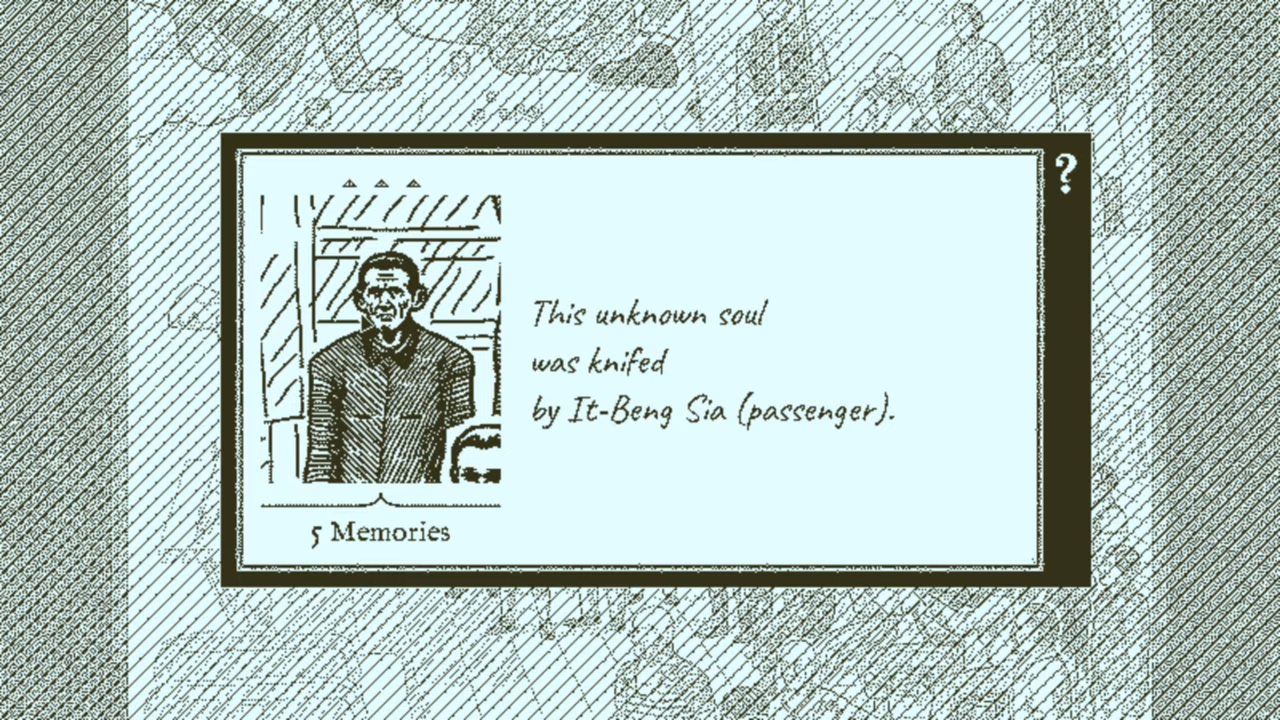 ?
This unknown soul
was knifed
by It-Beng Sia (passenger).
5 Memories